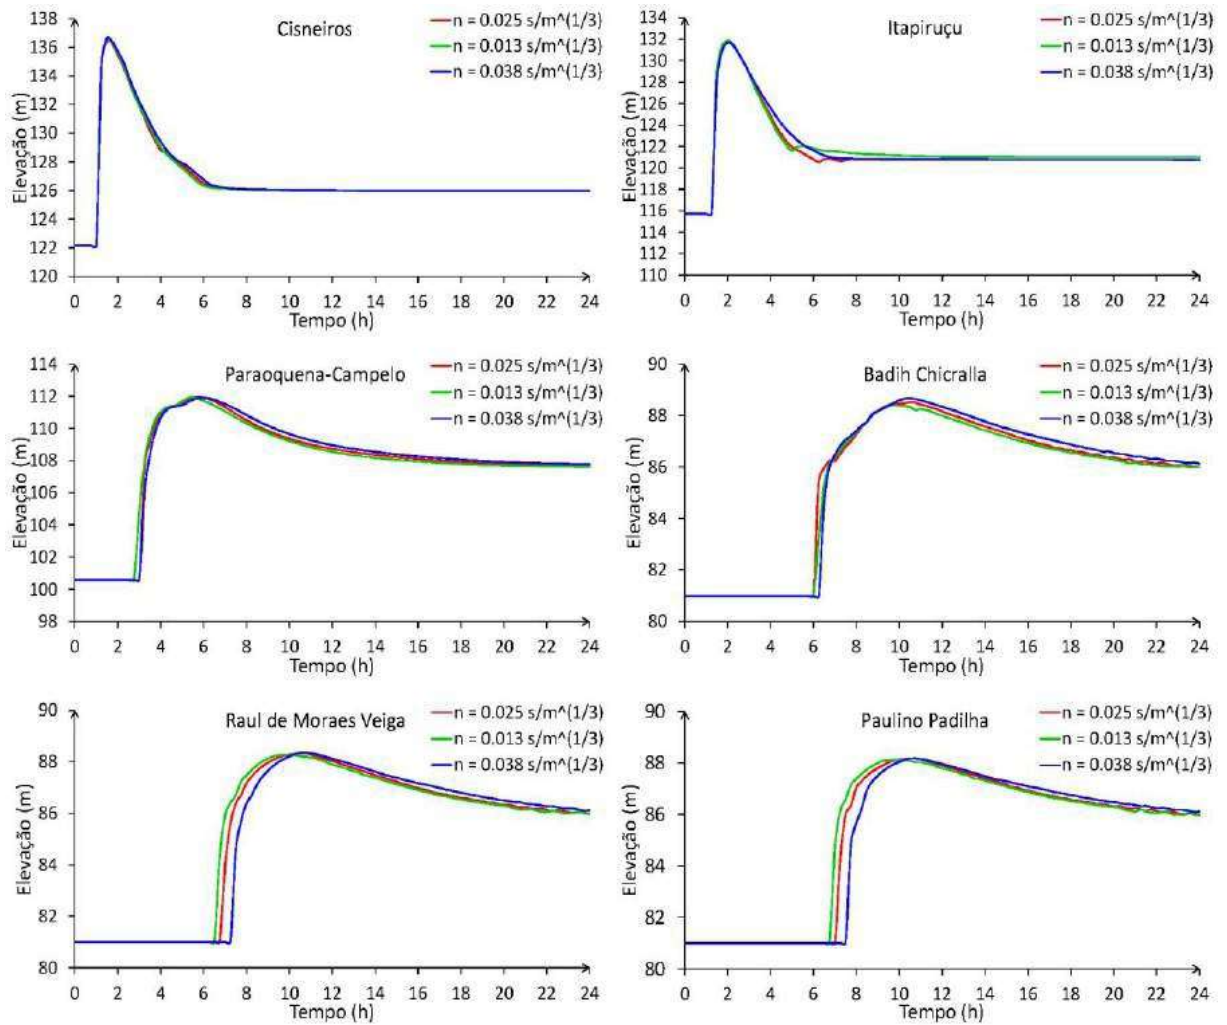 Cisneiros
n = 0.025 s/m^(1/3)
n = 0.013 s/m^(1/3)
n = 0.038 s/m^(1/3)
Elevação (m)
138
136
134
132
130
128
126
124
122
120
0 2 4 6 8 10 12 14 16 18 20 22 24
Tempo (h)
Itapiruçu
n = 0.025 s/m^(1/3)
n = 0.013 s/m^(1/3)
n = 0.038 s/m^(1/3)
Elevação (m)
134
132
130
128
126
124
122
120
118
116
114
112
110
0 2 4 6 8 10 12 14 16 18 20 22 24
Tempo (h)
Paraoquena-Campelo
n = 0.025 s/m^(1/3)
n = 0.013 s/m^(1/3)
n = 0.038 s/m^(1/3)
Elevação (m)
114
112
110
108
106
104
102
100
98
0 2 4 6 8 10 12 14 16 18 20 22 24
Tempo (h)
Badih Chicralla
n = 0.025 s/m^(1/3)
n = 0.013 s/m^(1/3)
n = 0.038 s/m^(1/3)
Elevação (m)
90
88
86
84
82
80
0 2 4 6 8 10 12 14 16 18 20 22 24
Tempo (h)
Raul de Moraes Veiga
n = 0.025 s/m^(1/3)
n = 0.013 s/m^(1/3)
n = 0.038 s/m^(1/3)
Elevação (m)
90
88
86
84
82
80
0 2 4 6 8 10 12 14 16 18 20 22 24
Tempo (h)
Paulino Padilha
n = 0.025 s/m^(1/3)
n = 0.013 s/m^(1/3)
n = 0.038 s/m^(1/3)
Elevação (m)
90
88
86
84
82
80
0 2 4 6 8 10 12 14 16 18 20 22 24
Tempo (h)